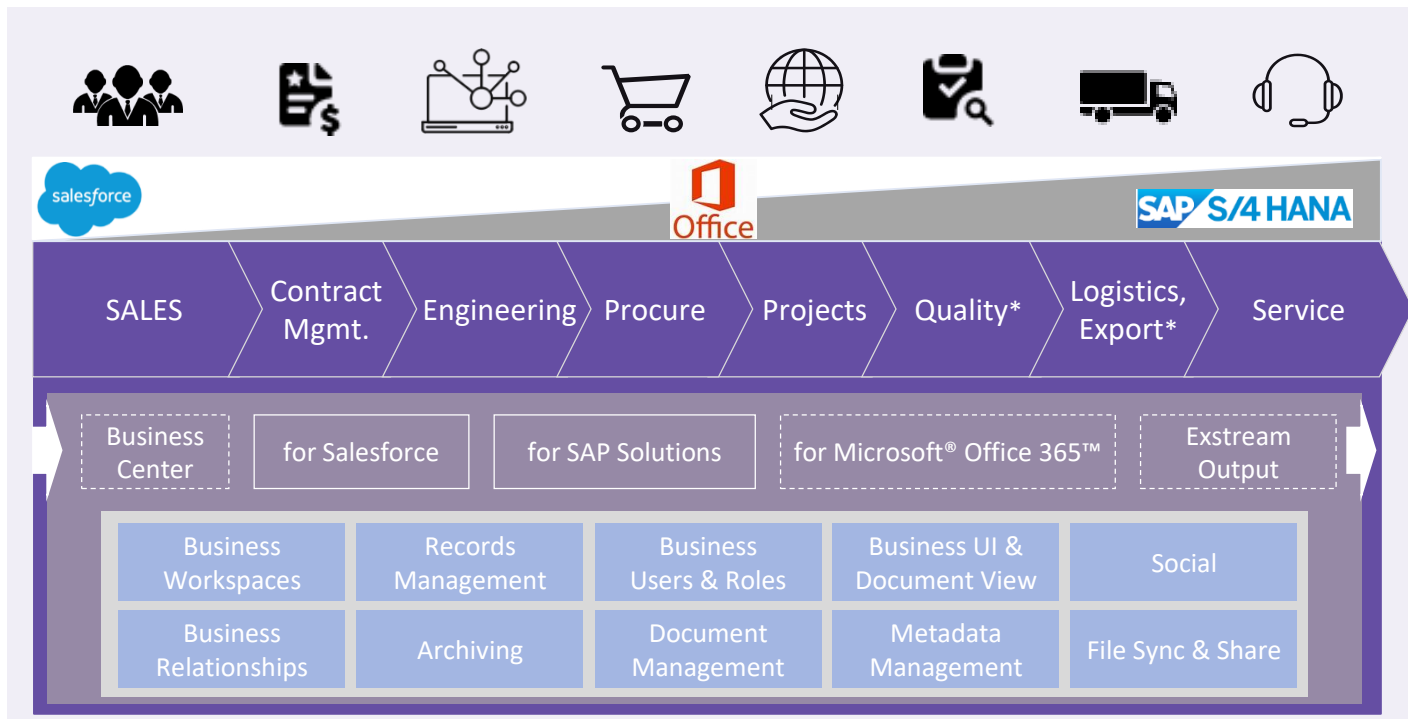 salesforce
Office
SAP S/4 HANA
SALES
Contract
Mgmt.
Engineering
Procure
Projects
Quality*
Logistics,
Export*
Service
Business
Center
for Salesforce
for SAP Solutions
for Microsoft® Office 365™
Exstream
Output
Business
Workspaces
Records
Management
Business
Users & Roles
Business UI &
Document View
Social
Business
Relationships
Archiving
Document
Management
Metadata
Management
File Sync & Share